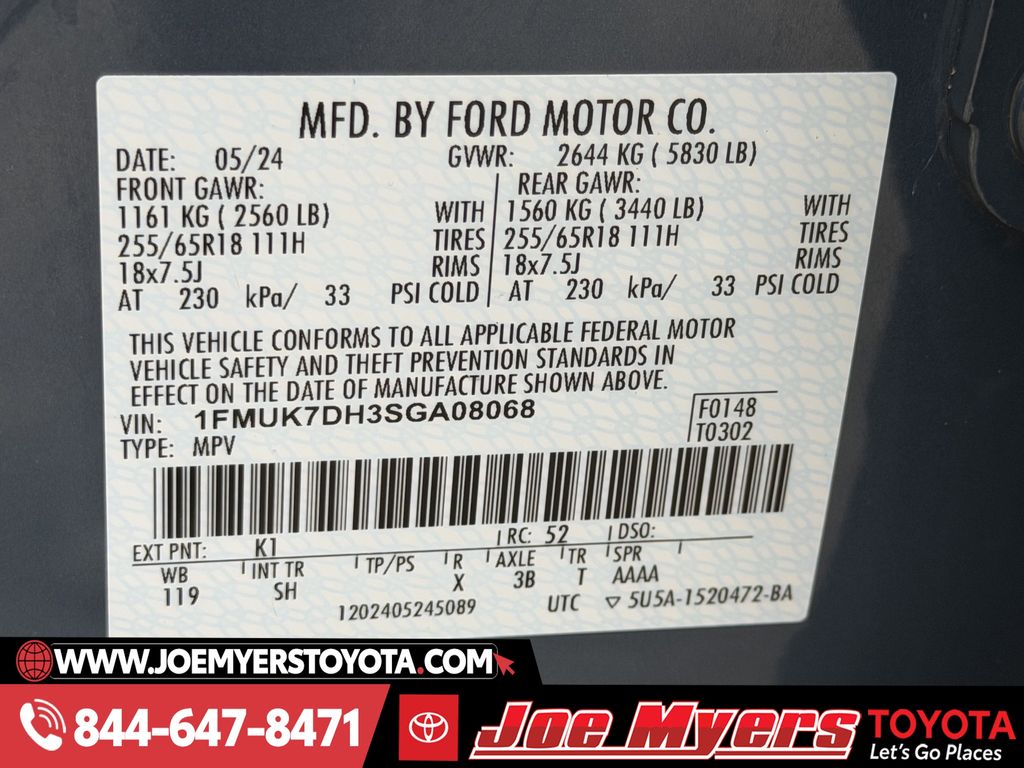 MFD. BY FORD MOTOR CO.
DATE: 05/24 GVWR: 2644 KG ( 5830 LB)
FRONT GAWR: REAR GAWR:
1161 KG ( 2560 LB) WITH 1560 KG ( 3440 LB) WITH
255/65R18 111H TIRES 255/65R18 111H TIRES
18x7.5J RIMS 18x7.5J RIMS
AT 230 kPa/ 33 PSI COLD AT 230 kPa/ 33 PSI COLD
THIS VEHICLE CONFORMS TO ALL APPLICABLE FEDERAL MOTOR
VEHICLE SAFETY AND THEFT PREVENTION STANDARDS IN
EFFECT ON THE DATE OF MANUFACTURE SHOWN ABOVE.
VIN: 1FMUK7DH3SGA08068 F0148
TYPE: MPV T0302
EXT PNT: K1 RC: 52 DSO:
WB INT TR TP/PS R AXLE TR SPR
119 SH X 3B T AAAA
1202405245089 UTC ▽ 5U5A-1520472-BA
WWW.JOEMYERSTOYOTA.COM
844-647-8471 Joe Myers TOYOTA
Let's Go Places